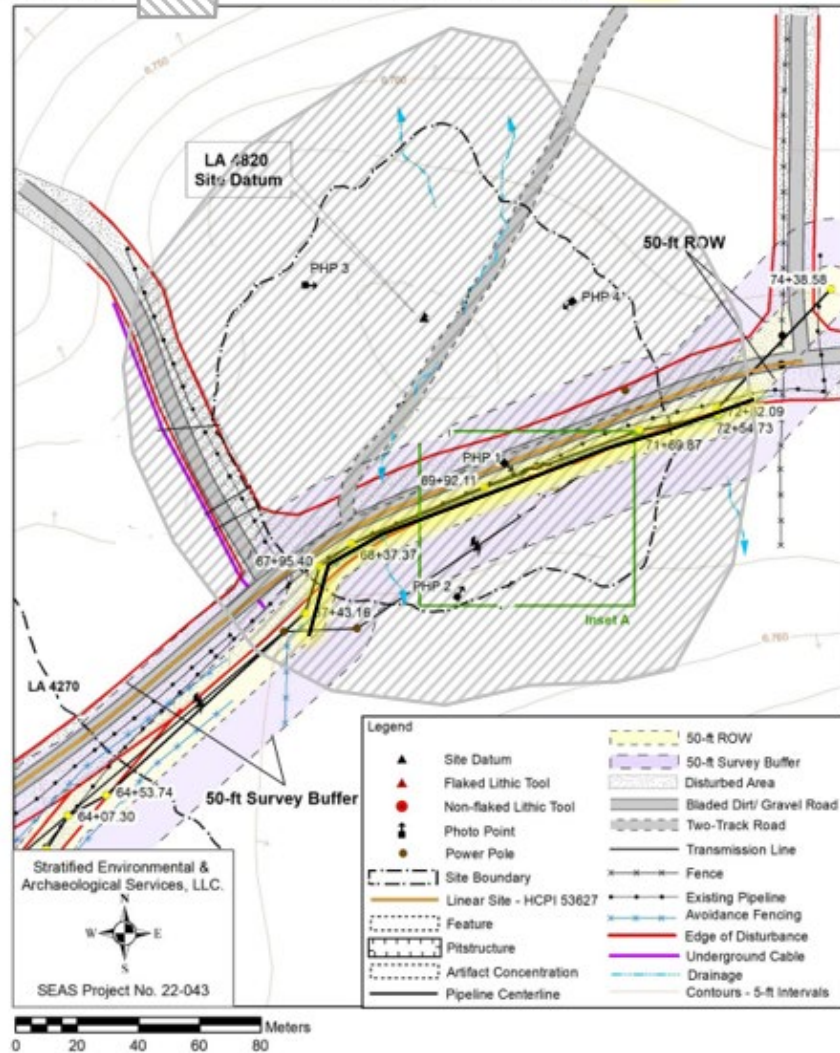 6,750
6,760
LA 4820
Site Datum
50-ft ROW
PHP 3
PHP 4
74+38.58
72+54.73
71+69.87
PHP 1
69+92.11
68+37.37
67+95.40
PHP 2
Inset A
6,750
LA 4270
64+53.74
64+07.30
50-ft Survey Buffer
Stratified Environmental &
Archaeological Services, LLC.
N
W E
S
SEAS Project No. 22-043
Legend
Site Datum
Flaked Lithic Tool
Non-flaked Lithic Tool
Photo Point
Power Pole
Site Boundary
Linear Site - HCPI 53627
Feature
Pitstructure
Artifact Concentration
Pipeline Centerline
50-ft ROW
50-ft Survey Buffer
Disturbed Area
Bladed Dirt/ Gravel Road
Two-Track Road
Transmission Line
Fence
Existing Pipeline
Avoidance Fencing
Edge of Disturbance
Underground Cable
Drainage
Contours - 5-ft Intervals
Meters
0 20 40 60 80